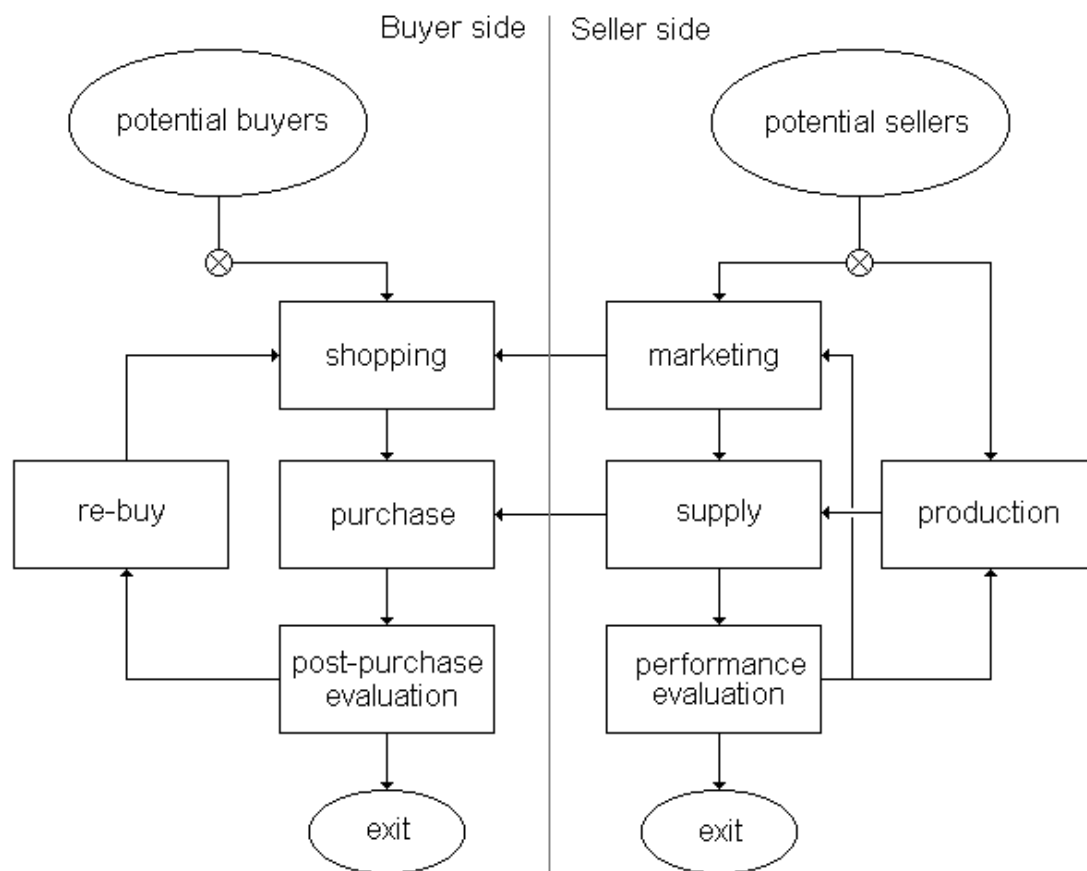 Buyer side
Seller side
potential buyers
potential sellers
shopping
marketing
re-buy
purchase
supply
production
post-purchase
evaluation
performance
evaluation
exit
exit